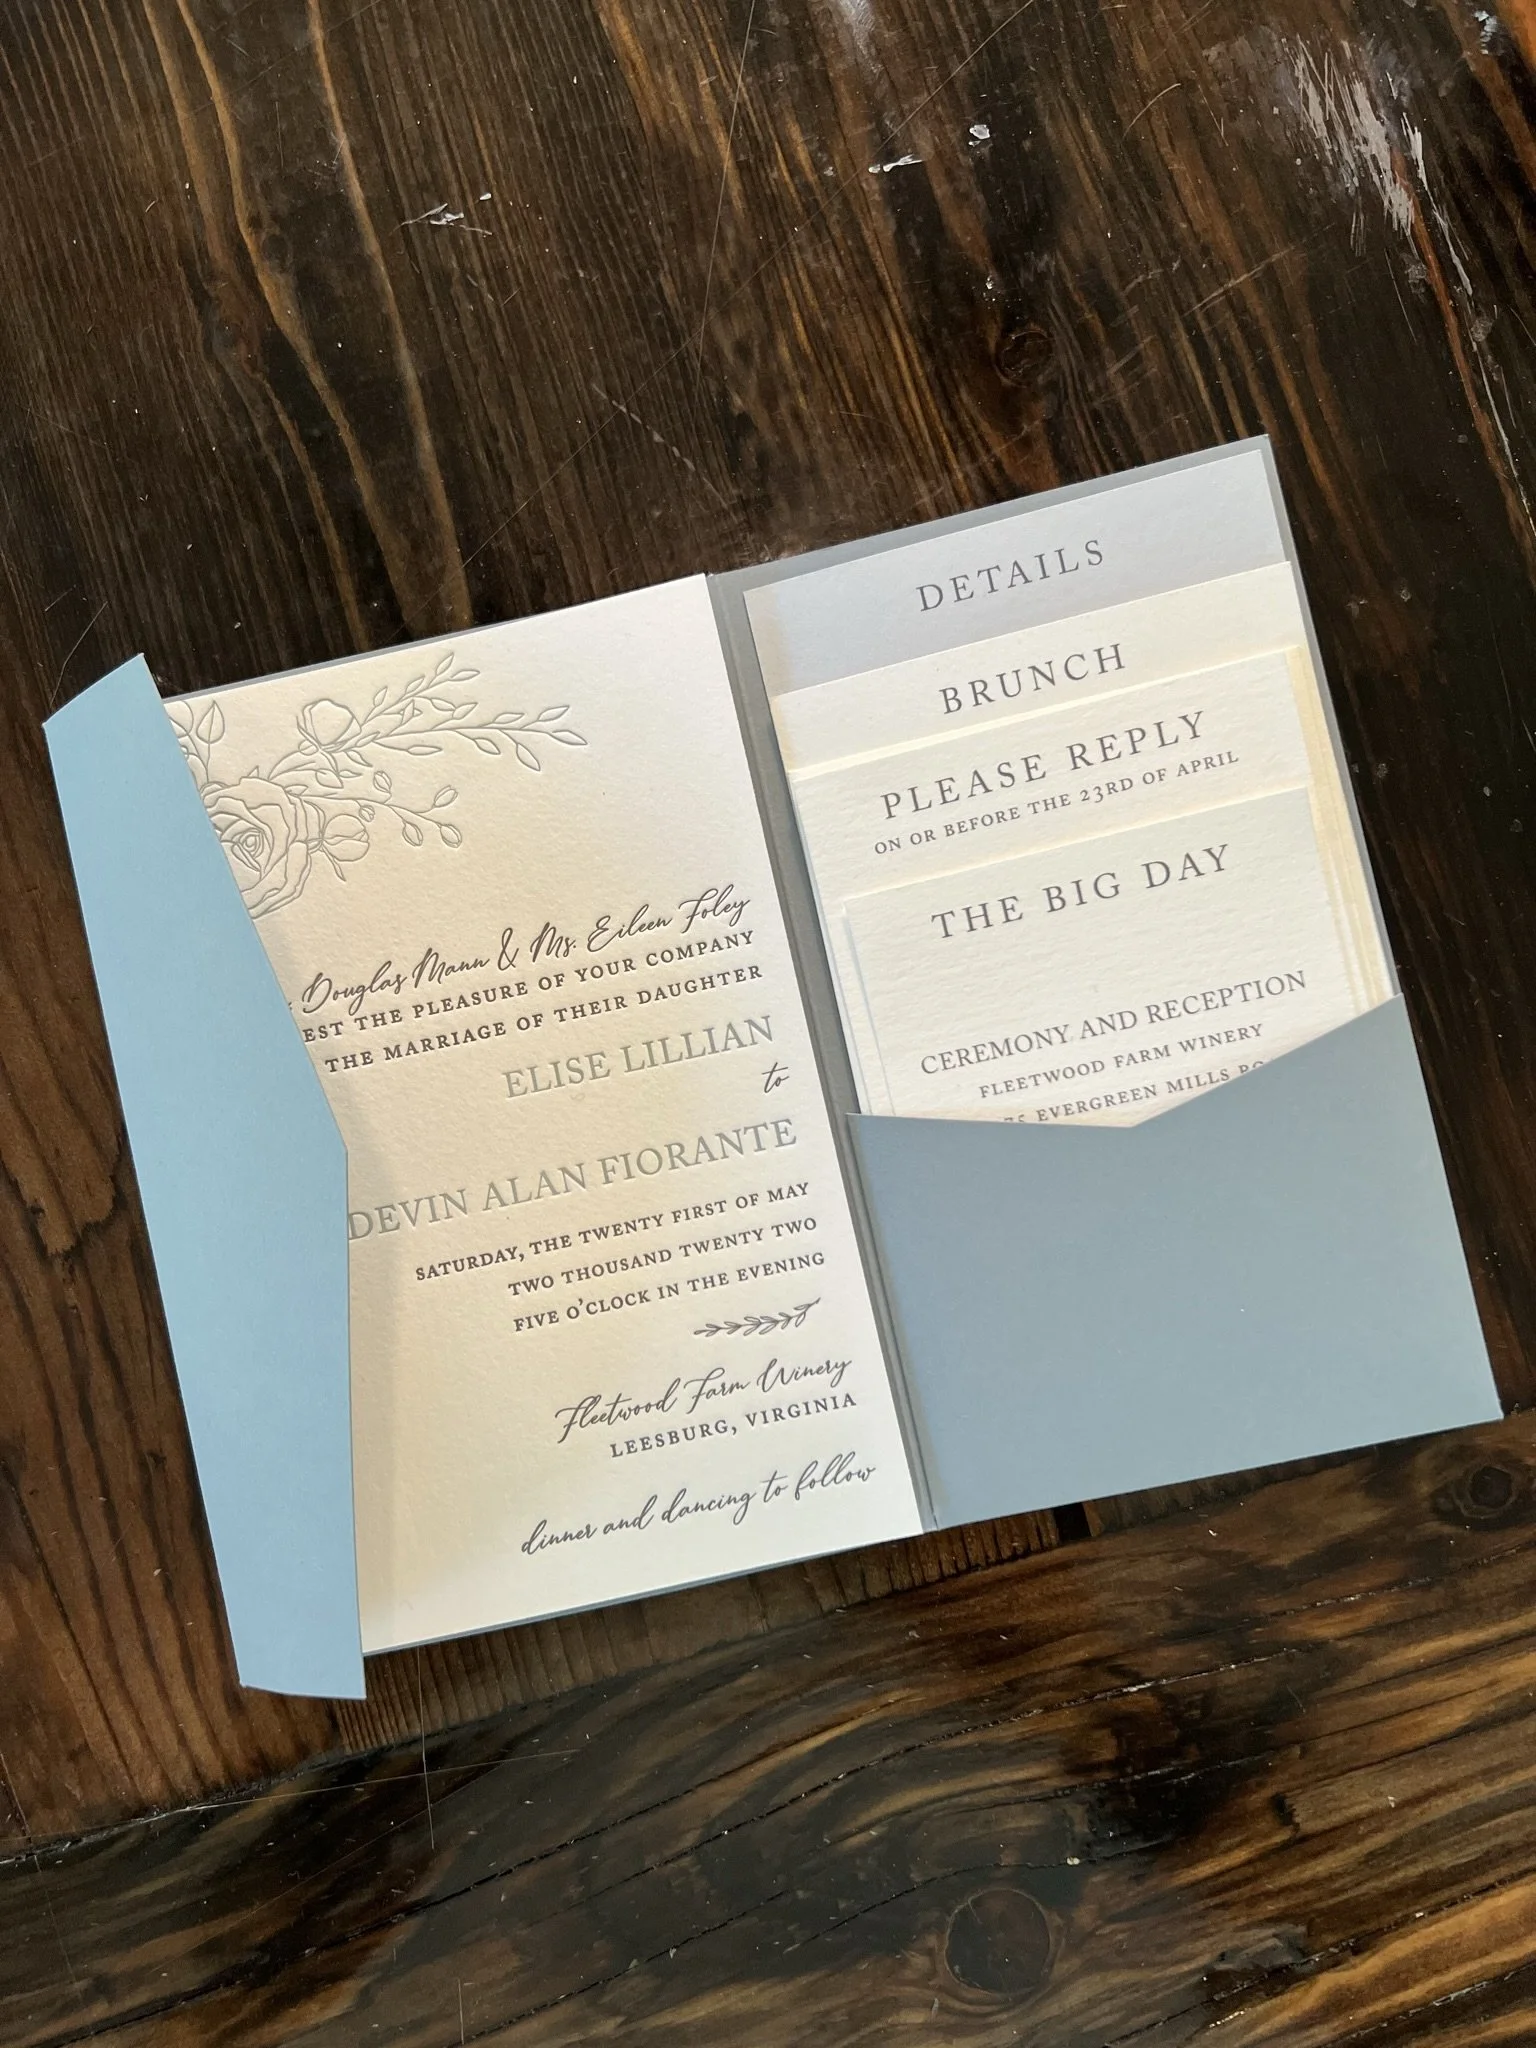 Douglas Mann & Ms. Eileen Foley
EST THE PLEASURE OF YOUR COMPANY
THE MARRIAGE OF THEIR DAUGHTER
ELISE LILLIAN
to
DEVIN ALAN FIORANTE
SATURDAY, THE TWENTY FIRST OF MAY
TWO THOUSAND TWENTY TWO
FIVE O'CLOCK IN THE EVENING
Fleetwood Farm Winery
LEESBURG, VIRGINIA
dinner and dancing to follow
DETAILS
BRUNCH
PLEASE REPLY
ON OR BEFORE THE 23RD OF APRIL
THE BIG DAY
CEREMONY AND RECEPTION
FLEETWOOD FARM WINERY
EVERGREEN MILLS